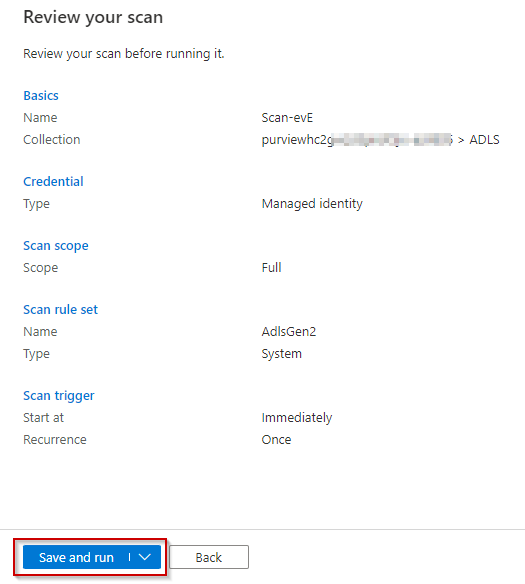 Review your scan
Review your scan before running it.
Basics
Name Scan-evE
Collection purviewhc2g > ADLS
Credential
Type Managed identity
Scan scope
Scope Full
Scan rule set
Name AdlsGen2
Type System
Scan trigger
Start at Immediately
Recurrence Once
Save and run Back